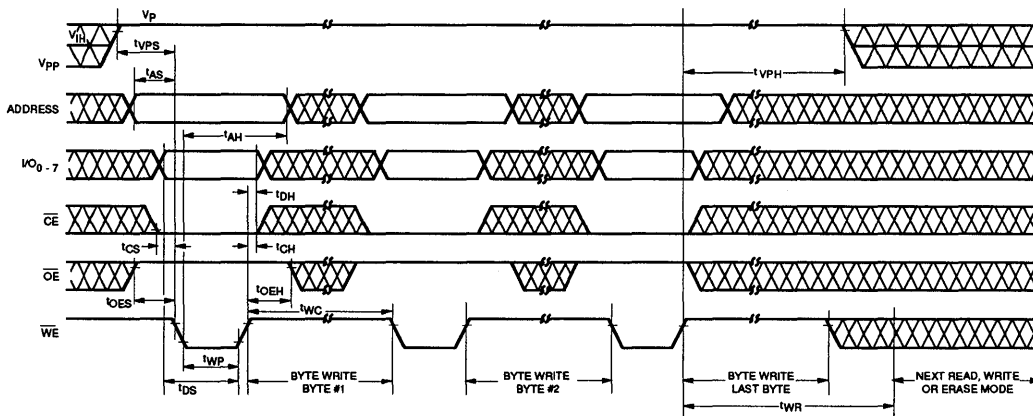 VP
VIH
tVPS
VPP
tVPH
tAS
ADDRESS
tAH
I/O0 - 7
tDH
CE
tCS
tCH
OE
tOES
tOEH
tWC
WE
tWP
tDS
BYTE WRITE
BYTE #1
BYTE WRITE
BYTE #2
BYTE WRITE
LAST BYTE
NEXT READ, WRITE
OR ERASE MODE
tWR